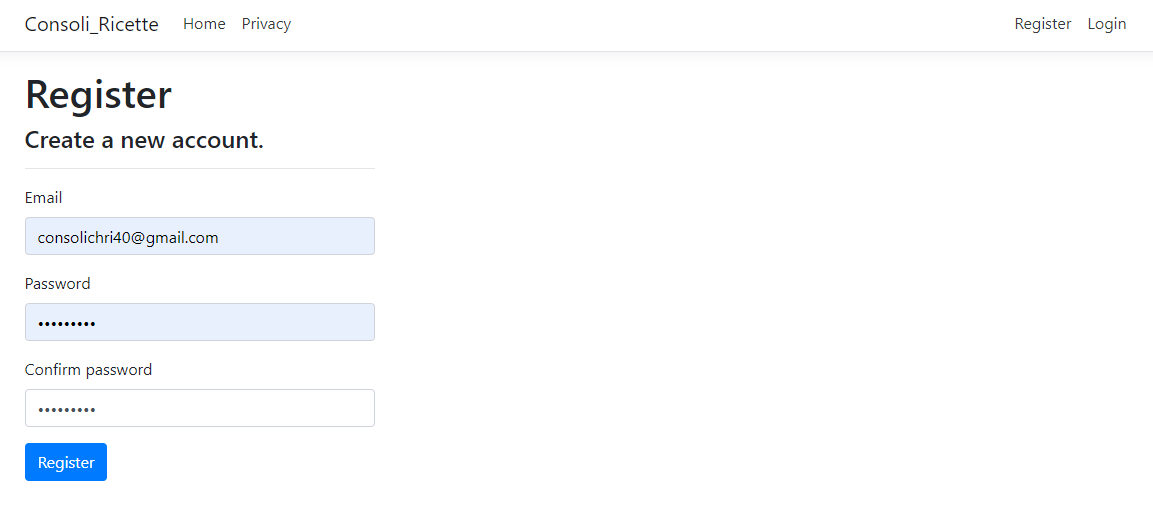 Consoli_Ricette Home Privacy Register Login
Register
Create a new account.
Email
consolichri40@gmail.com
Password
•••••••••
Confirm password
•••••••••
Register